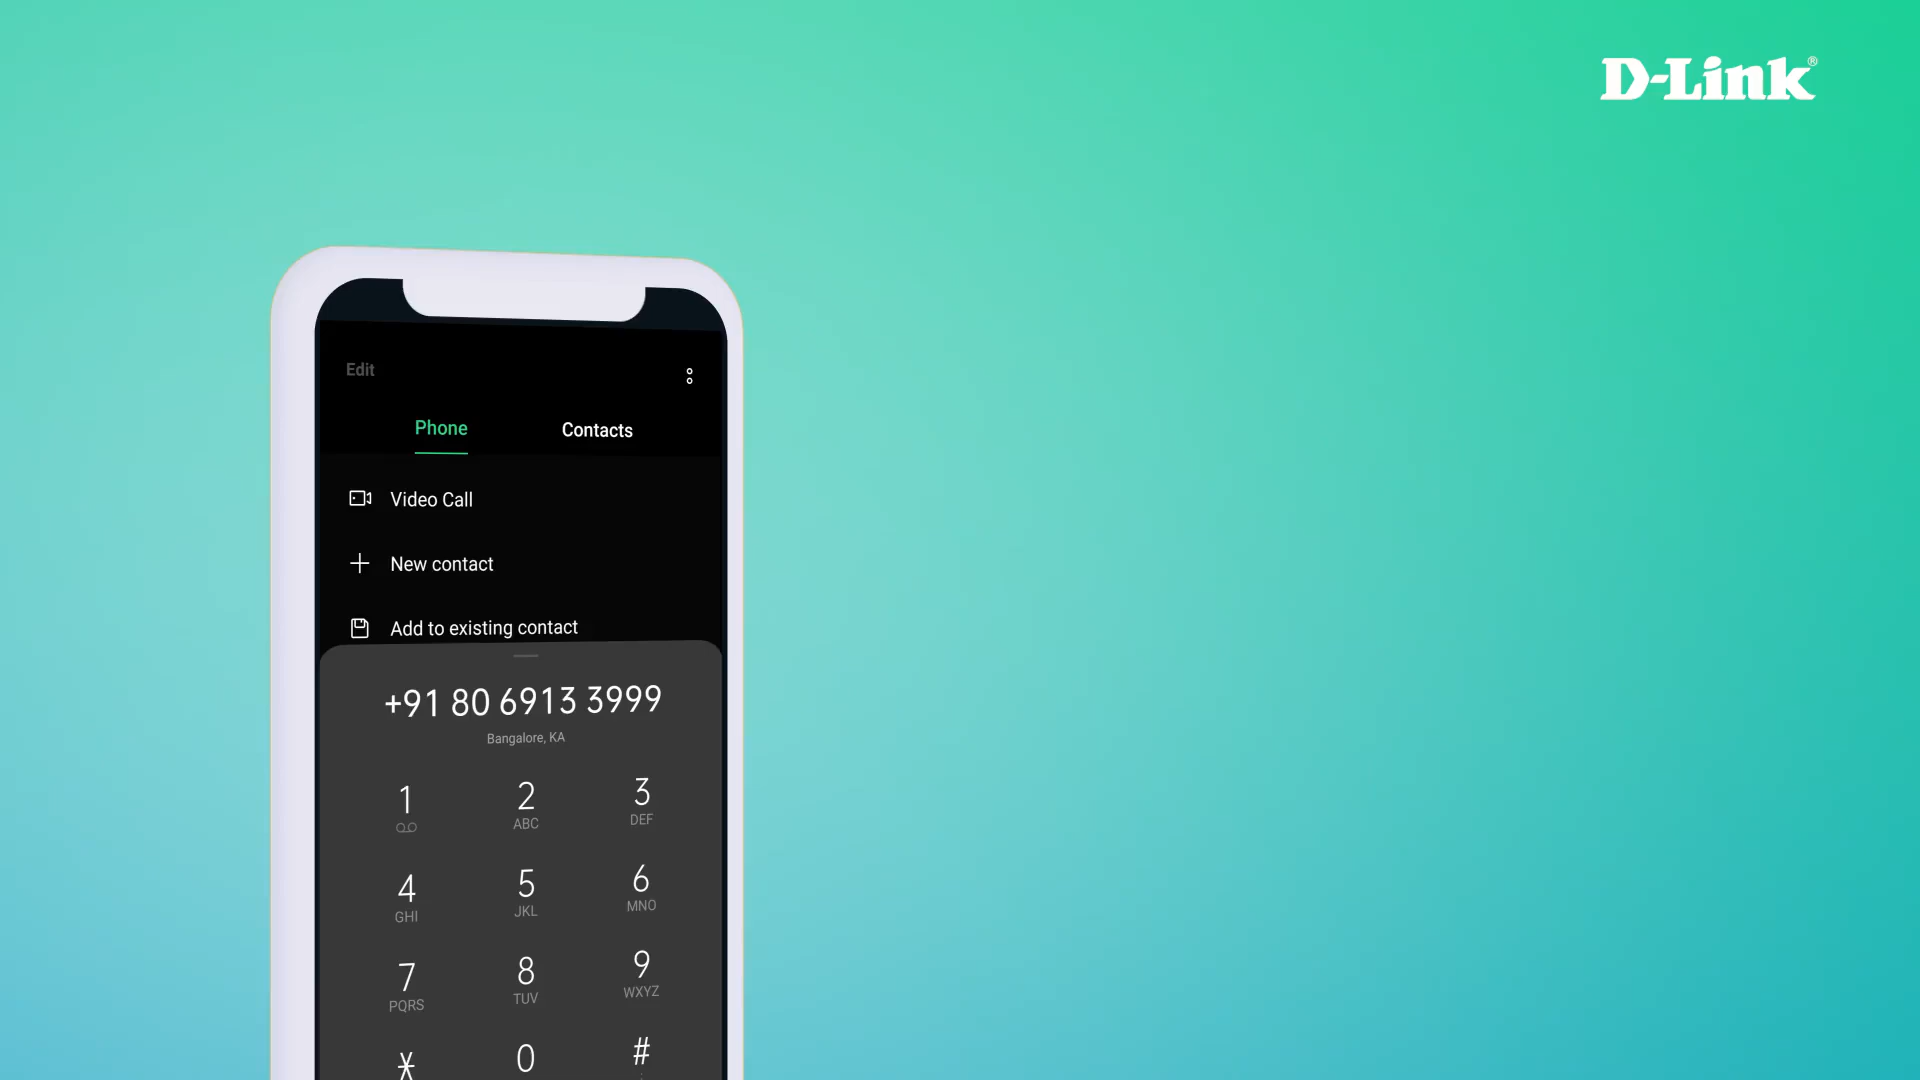 D-Link®
Edit
Phone Contacts
Video Call
New contact
Add to existing contact
+91 80 6913 3999
Bangalore, KA
1 2 3
ABC DEF
4 5 6
GHI JKL MNO
7 8 9
PQRS TUV WXYZ
* 0 #